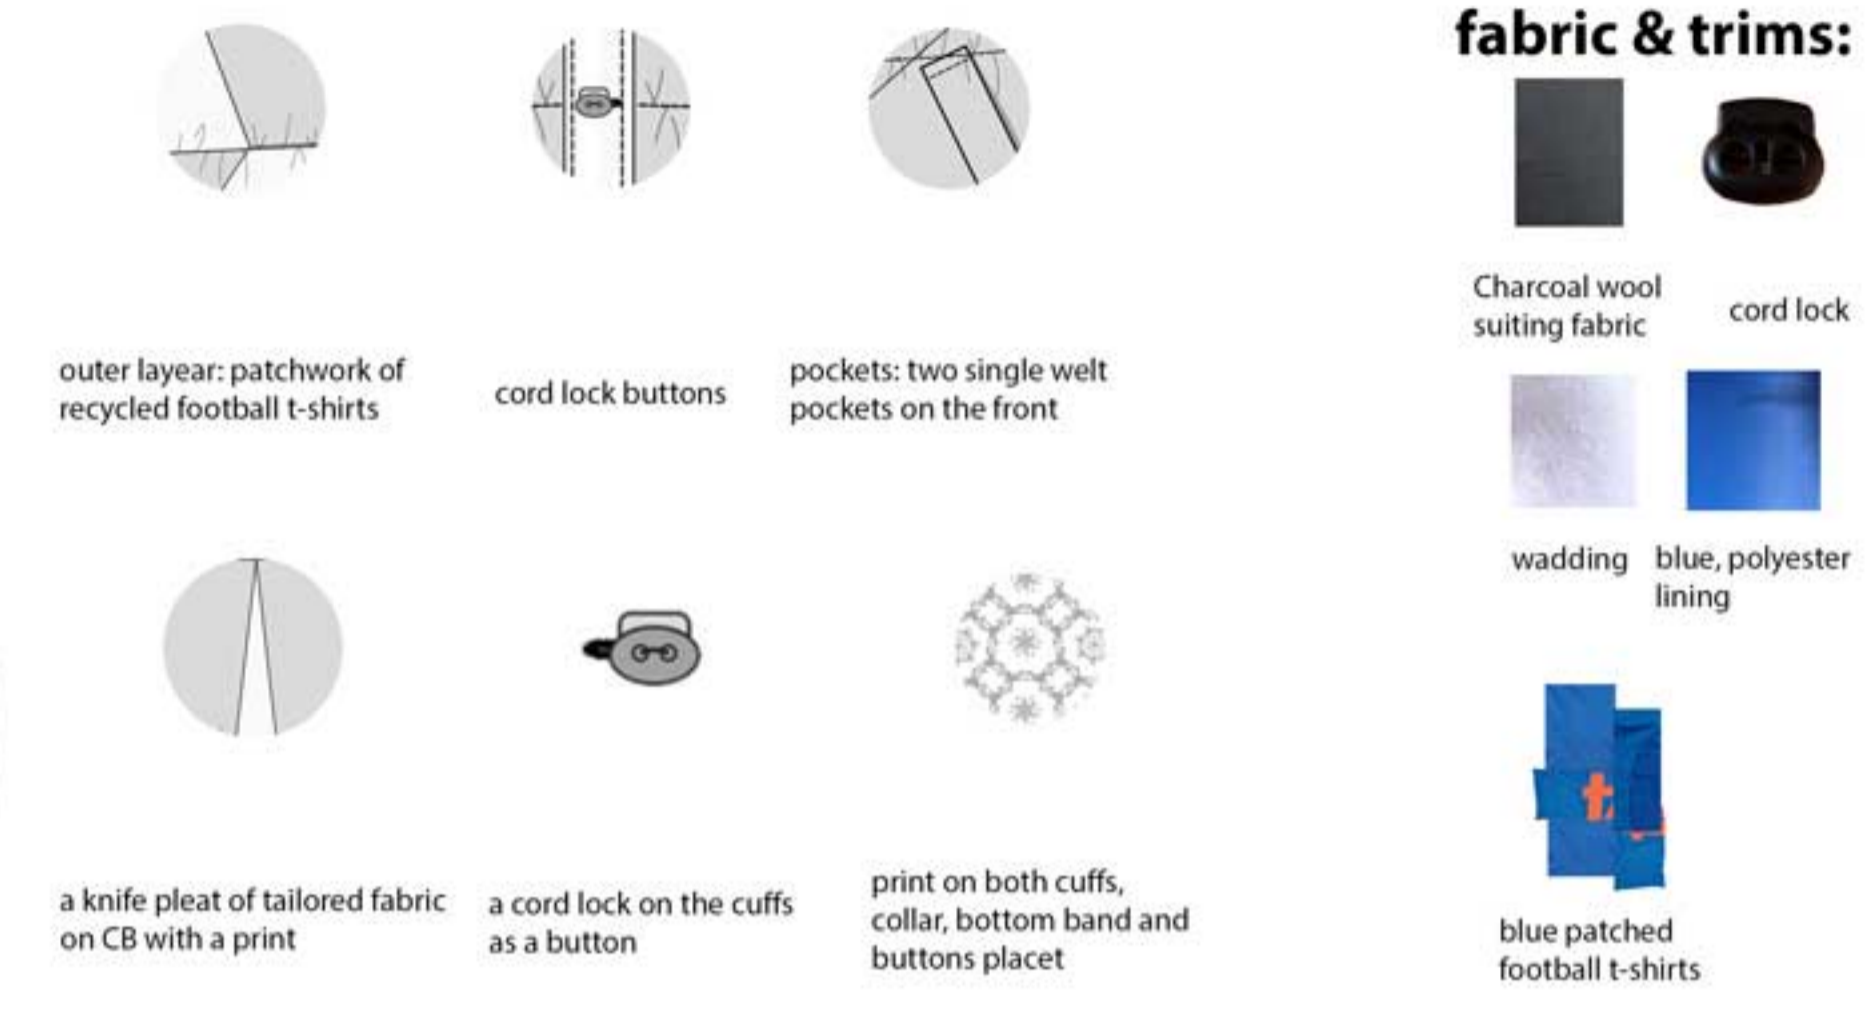 fabric & trims:
outer layear: patchwork of
recycled football t-shirts
cord lock buttons
pockets: two single welt
pockets on the front
Charcoal wool
suiting fabric
cord lock
wadding
blue, polyester
lining
a knife pleat of tailored fabric
on CB with a print
a cord lock on the cuffs
as a button
print on both cuffs,
collar, bottom band and
buttons placet
blue patched
football t-shirts